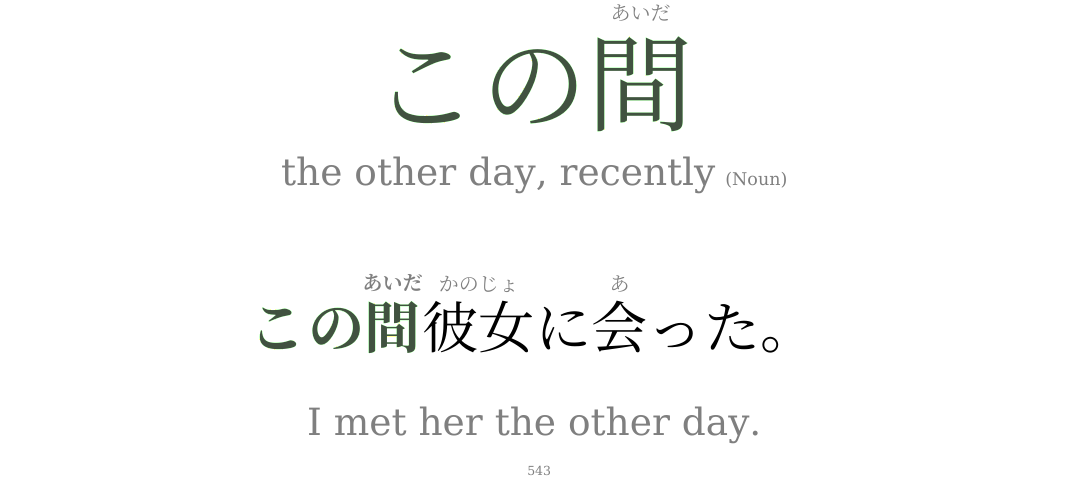 あいだ
この間
the other day, recently (Noun)
あいだ かのじょ あ
この間彼女に会った。
I met her the other day.
543